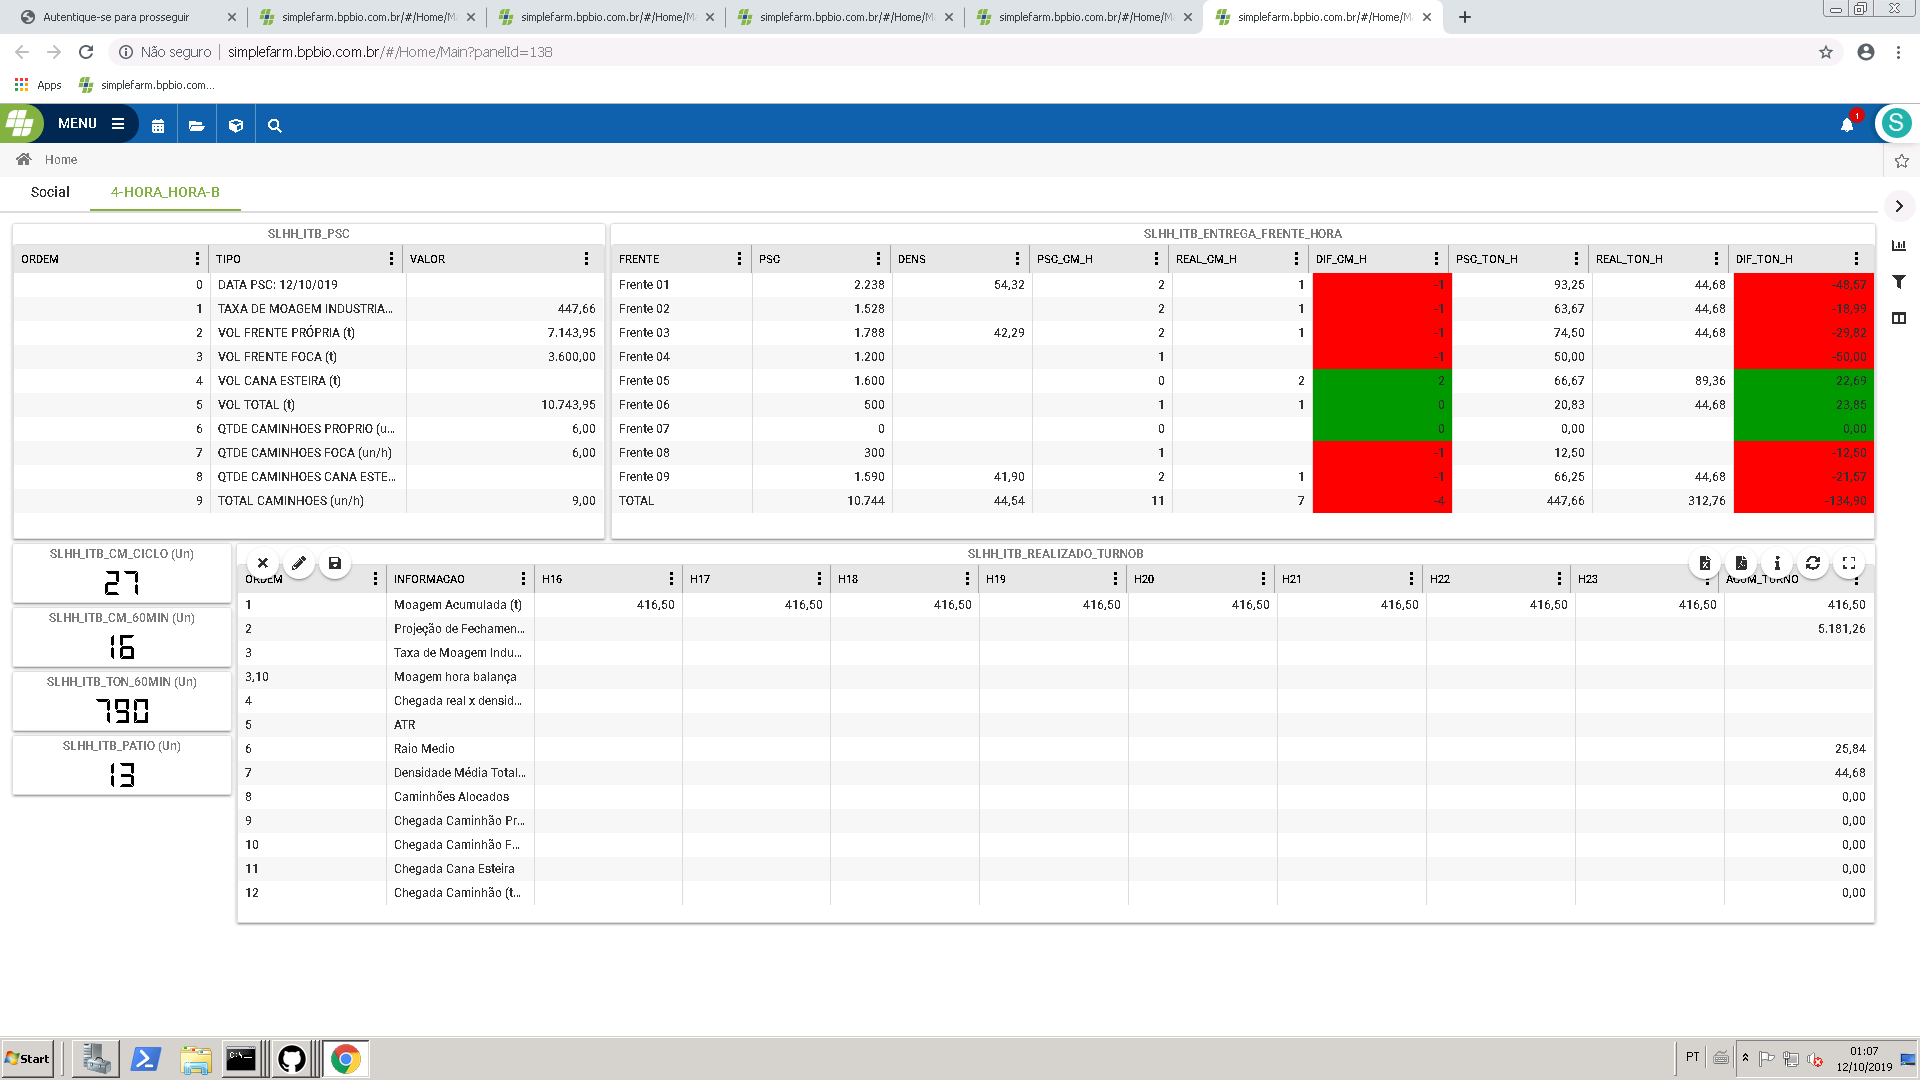 Autentique-se para prosseguir
simplefarm.bpbio.com.br/#/Home/M
simplefarm.bpbio.com.br/#/Home/M
simplefarm.bpbio.com.br/#/Home/M
simplefarm.bpbio.com.br/#/Home/M
simplefarm.bpbio.com.br/#/Home/M
Não seguro simplefarm.bpbio.com.br/#/Home/Main?panelId=138
Apps simplefarm.bpbio.com...
MENU 1 S
Home
Social 4-HORA_HORA-B
SLHH_ITB_PSC
ORDEM TIPO VALOR
0 DATA PSC: 12/10/019
1 TAXA DE MOAGEM INDUSTRIA... 447,66
2 VOL FRENTE PRÓPRIA (t) 7.143,95
3 VOL FRENTE FOCA (t) 3.600,00
4 VOL CANA ESTEIRA (t)
5 VOL TOTAL (t) 10.743,95
6 QTDE CAMINHOES PROPRIO (u... 6,00
7 QTDE CAMINHOES FOCA (un/h) 6,00
8 QTDE CAMINHOES CANA ESTE...
9 TOTAL CAMINHOES (un/h) 9,00
SLHH_ITB_ENTREGA_FRENTE_HORA
FRENTE PSC DENS PSC_CM_H REAL_CM_H DIF_CM_H PSC_TON_H REAL_TON_H DIF_TON_H
Frente 01 2.238 54,32 2 1 -1 93,25 44,68 -48,57
Frente 02 1.528 2 1 -1 63,67 44,68 -18,99
Frente 03 1.788 42,29 2 1 -1 74,50 44,68 -29,82
Frente 04 1.200 1 -1 50,00 -50,00
Frente 05 1.600 0 2 2 66,67 89,36 22,69
Frente 06 500 1 1 0 20,83 44,68 23,85
Frente 07 0 0 0 0,00 0,00
Frente 08 300 1 -1 12,50 -12,50
Frente 09 1.590 41,90 2 1 -1 66,25 44,68 -21,57
TOTAL 10.744 44,54 11 7 -4 447,66 312,76 -134,90
SLHH_ITB_CM_CICLO (Un)
27
SLHH_ITB_CM_60MIN (Un)
16
SLHH_ITB_TON_60MIN (Un)
790
SLHH_ITB_PATIO (Un)
13
SLHH_ITB_REALIZADO_TURNOB
ORDEM INFORMACAO H16 H17 H18 H19 H20 H21 H22 H23 ACUM_TURNO
1 Moagem Acumulada (t) 416,50 416,50 416,50 416,50 416,50 416,50 416,50 416,50 416,50
2 Projeção de Fechamen... 5.181,26
3 Taxa de Moagem Indu...
3,10 Moagem hora balança
4 Chegada real x densid...
5 ATR
6 Raio Medio 25,84
7 Densidade Média Total... 44,68
8 Caminhões Alocados 0,00
9 Chegada Caminhão Pr... 0,00
10 Chegada Caminhão F... 0,00
11 Chegada Cana Esteira 0,00
12 Chegada Caminhão (t... 0,00
Start PT 01:07
12/10/2019